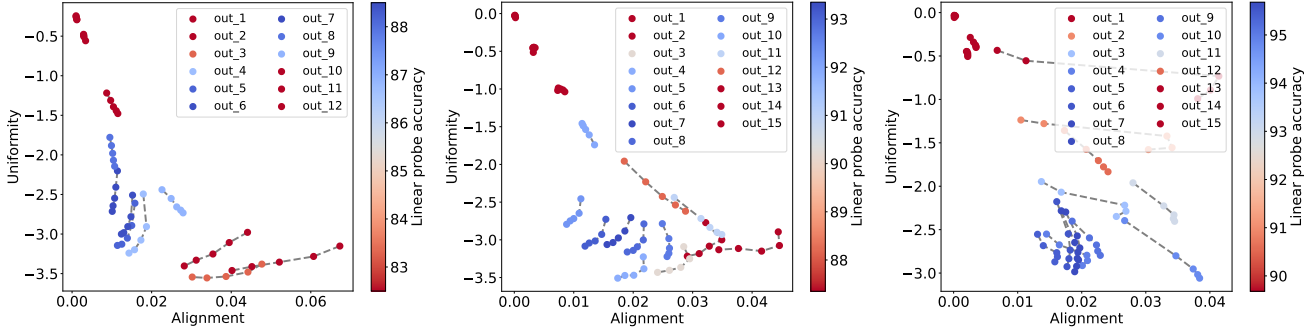 out_1 out_7
out_2 out_8
out_3 out_9
out_4 out_10
out_5 out_11
out_6 out_12
−0.5
−1.0
−1.5
−2.0
−2.5
−3.0
−3.5
Uniformity
0.00 0.02 0.04 0.06
Alignment
88
87
86
85
84
83
Linear probe accuracy
out_1 out_9
out_2 out_10
out_3 out_11
out_4 out_12
out_5 out_13
out_6 out_14
out_7 out_15
out_8
0.0
−0.5
−1.0
−1.5
−2.0
−2.5
−3.0
−3.5
Uniformity
0.00 0.01 0.02 0.03 0.04
Alignment
93
92
91
90
89
88
Linear probe accuracy
out_1 out_9
out_2 out_10
out_3 out_11
out_4 out_12
out_5 out_13
out_6 out_14
out_7 out_15
out_8
0.0
−0.5
−1.0
−1.5
−2.0
−2.5
−3.0
Uniformity
0.00 0.01 0.02 0.03 0.04
Alignment
95
94
93
92
91
90
Linear probe accuracy